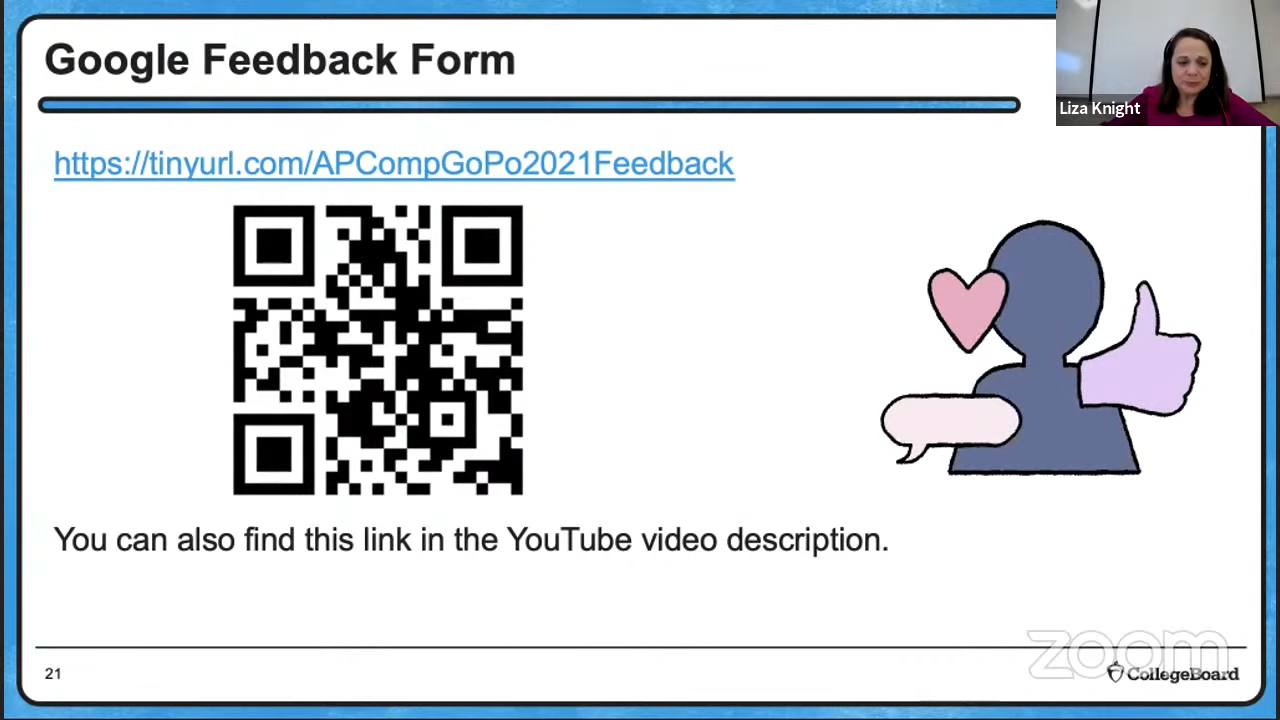 Google Feedback Form
Liza Knight
https://tinyurl.com/APCompGoPo2021Feedback
You can also find this link in the YouTube video description.
zoom
21
CollegeBoard